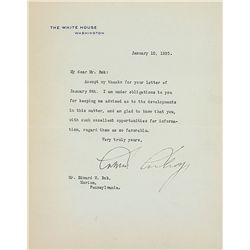 THE WHITE HOUSE
WASHINGTON
January 10, 1925.
My dear Mr. Bok:
Accept my thanks for your letter of
January 8th. I am under obligations to you
for keeping me advised as to the developments
in this matter, and am glad to know that you,
with such excellent opportunities for informa-
tion, regard them as so favorable.
Very truly yours,
Mr. Edward W. Bok,
Merion,
Pennsylvania.